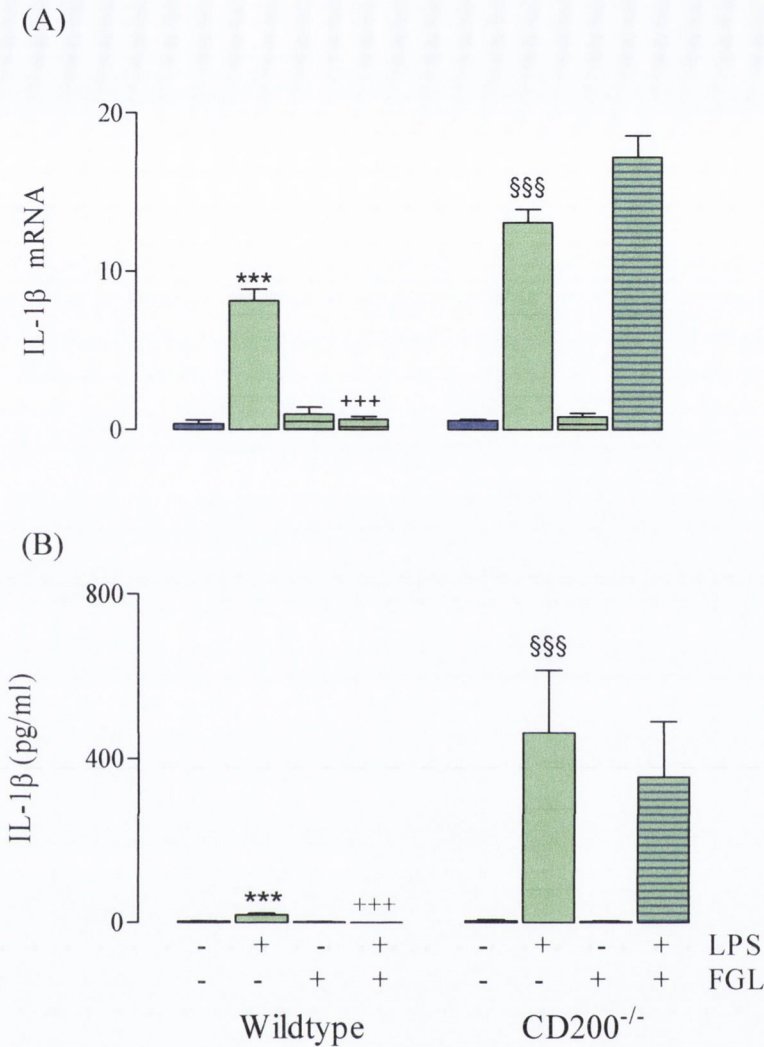 (A)
20
§§§
***
10
+++
0
IL-1β mRNA
(B)
800
§§§
400
***
+++
0
IL-1β (pg/ml)
- + - + - + - + LPS
- - + + - - + + FGL
Wildtype CD200-/-